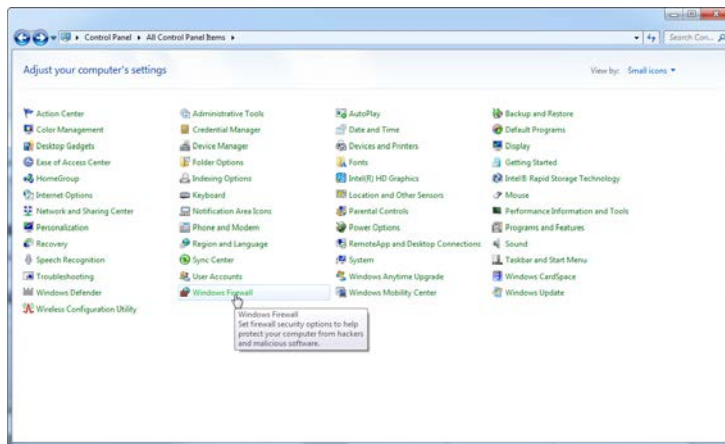 Control Panel ▸ All Control Panel Items ▸
Search Con...
Adjust your computer's settings
View by: Small icons
Action Center
Administrative Tools
AutoPlay
Backup and Restore
Color Management
Credential Manager
Date and Time
Default Programs
Desktop Gadgets
Device Manager
Devices and Printers
Display
Ease of Access Center
Folder Options
Fonts
Getting Started
HomeGroup
Indexing Options
Intel(R) HD Graphics
Intel® Rapid Storage Technology
Internet Options
Keyboard
Location and Other Sensors
Mouse
Network and Sharing Center
Notification Area Icons
Parental Controls
Performance Information and Tools
Personalization
Phone and Modem
Power Options
Programs and Features
Recovery
Region and Language
RemoteApp and Desktop Connections
Sound
Speech Recognition
Sync Center
System
Taskbar and Start Menu
Troubleshooting
User Accounts
Windows Anytime Upgrade
Windows CardSpace
Windows Defender
Windows Firewall
Windows Mobility Center
Windows Update
Wireless Configuration Utility
Windows Firewall
Set firewall security options to help
protect your computer from hackers
and malicious software.